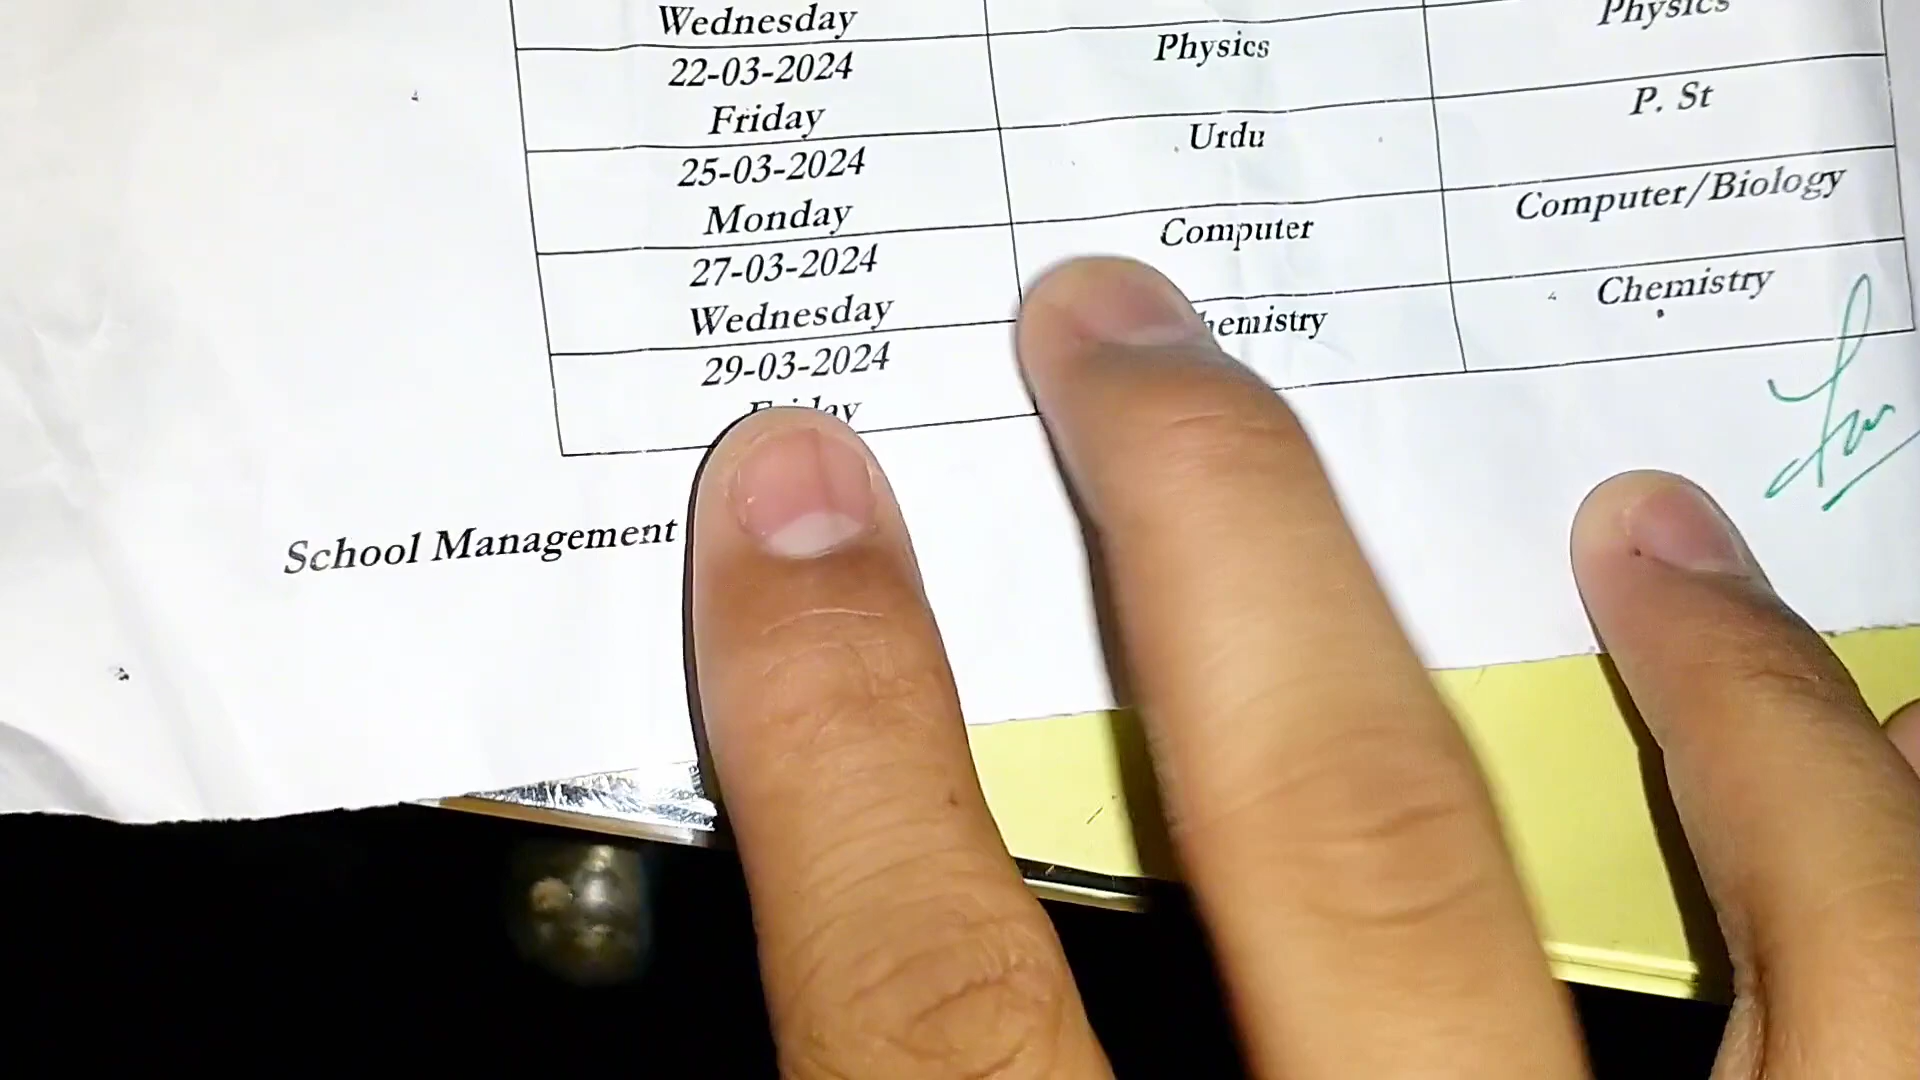 Wednesday Physics
22-03-2024 Physics
Friday
25-03-2024 Urdu P. St
Monday
27-03-2024 Computer Computer/Biology
Wednesday
29-03-2024 hemistry Chemistry
School Management